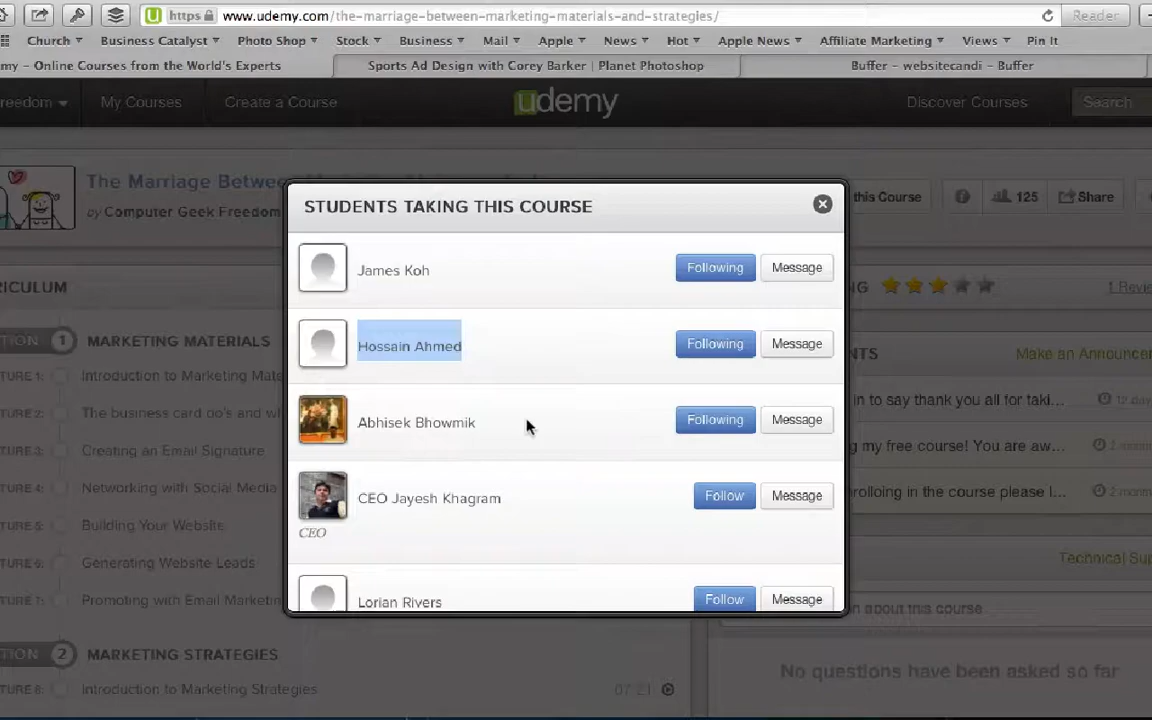 https www.udemy.com/the-marriage-between-marketing-materials-and-strategies/ Reader
Church Business Catalyst Photo Shop Stock Business Mail Apple News Hot Apple News Affiliate Marketing Views Pin It
my – Online Courses from the World's Experts Sports Ad Design with Corey Barker | Planet Photoshop Buffer – websitecandi – Buffer
reedom My Courses Create a Course udemy Discover Courses Search
The Marriage Betwe
by Computer Geek Freedom this Course 125 Share
STUDENTS TAKING THIS COURSE
James Koh Following Message
Hossain Ahmed Following Message
Abhisek Bhowmik Following Message
CEO Jayesh Khagram Follow Message
CEO
Lorian Rivers Follow Message
RICULUM
TION 1 MARKETING MATERIALS
TURE 1: Introduction to Marketing Mate
TURE 2: The business card do's and
TURE 3: Creating an Email Signature
TURE 4: Networking with Social Media
TURE 5: Building Your Website
TURE 6: Generating Website Leads
TURE 7: Promoting with Email Marketin
TION 2 MARKETING STRATEGIES
TURE 8: Introduction to Marketing Strategies 07:21
NG 1 Revie
NTS Make an Announcer
in to say thank you all for taki...
g my free course! You are aw...
rolling in the course please l...
Technical Sup
on about this course
No questions have been asked so far